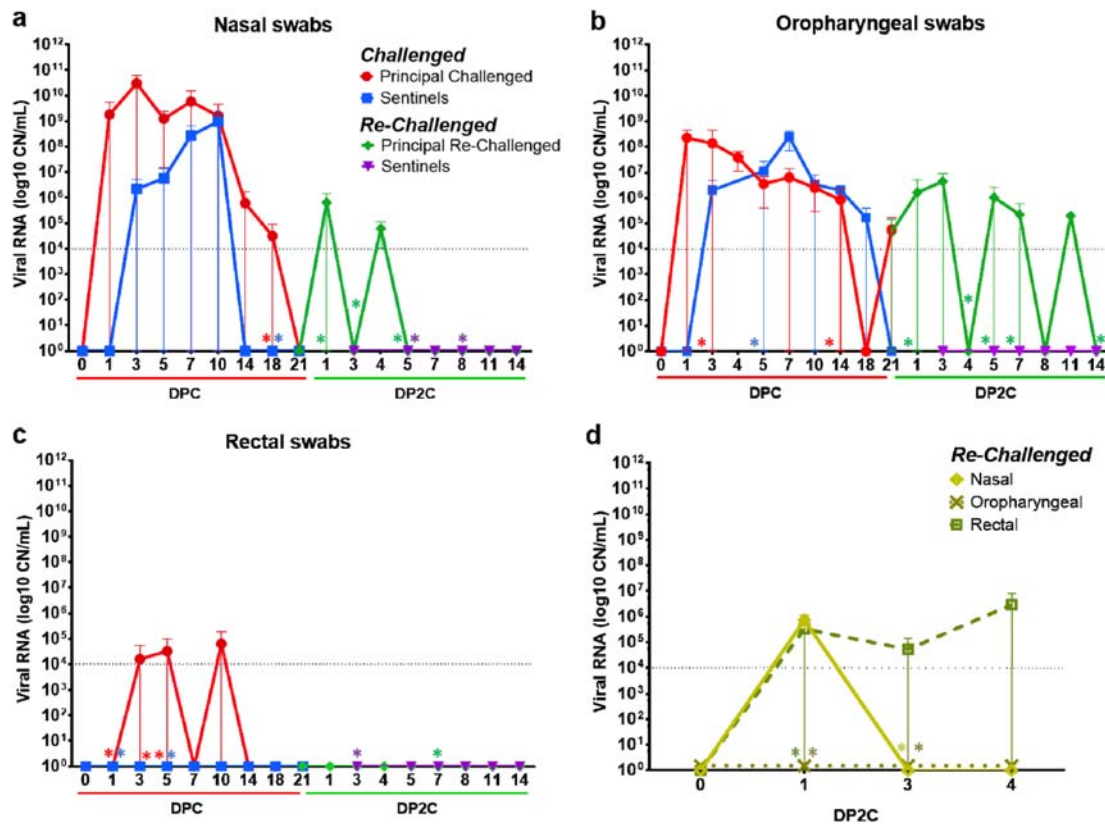 a
Nasal swabs
Viral RNA (log10 CN/mL)
10¹²
10¹¹
10¹⁰
10⁹
10⁸
10⁷
10⁶
10⁵
10⁴
10³
10²
10¹
10⁰
Challenged
Principal Challenged
Sentinels
Re-Challenged
Principal Re-Challenged
Sentinels
* * * * * * *
0 1 3 5 7 10 14 18 21 1 3 4 5 7 8 11 14
DPC DP2C
b
Oropharyngeal swabs
Viral RNA (log10 CN/mL)
10¹²
10¹¹
10¹⁰
10⁹
10⁸
10⁷
10⁶
10⁵
10⁴
10³
10²
10¹
10⁰
* * * * * * * *
0 1 3 4 5 7 10 14 18 21 1 3 4 5 7 8 11 14
DPC DP2C
c
Rectal swabs
Viral RNA (log10 CN/mL)
10¹²
10¹¹
10¹⁰
10⁹
10⁸
10⁷
10⁶
10⁵
10⁴
10³
10²
10¹
10⁰
* * * * * * *
0 1 3 5 7 10 14 18 21 1 3 4 5 7 8 11 14
DPC DP2C
d
Viral RNA (log10 CN/mL)
10¹²
10¹¹
10¹⁰
10⁹
10⁸
10⁷
10⁶
10⁵
10⁴
10³
10²
10¹
10⁰
Re-Challenged
Nasal
Oropharyngeal
Rectal
* * * *
0 1 3 4
DP2C